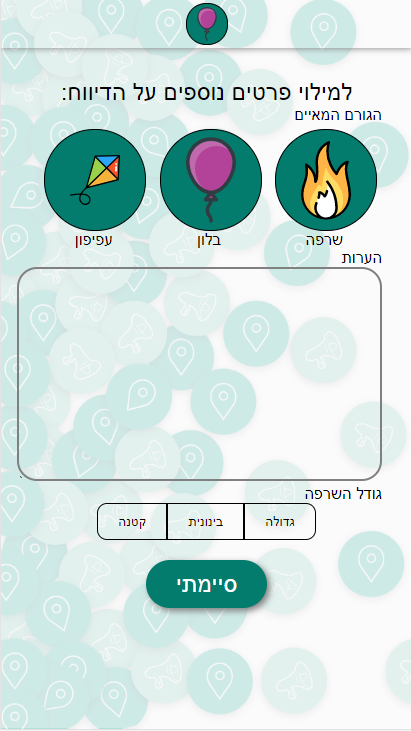 למילוי פרטים נוספים על הדיווח:
הגורם המאיים
שרפה בלון עפיפון
הערות
גודל השרפה
גדולה בינונית קטנה
סיימתי